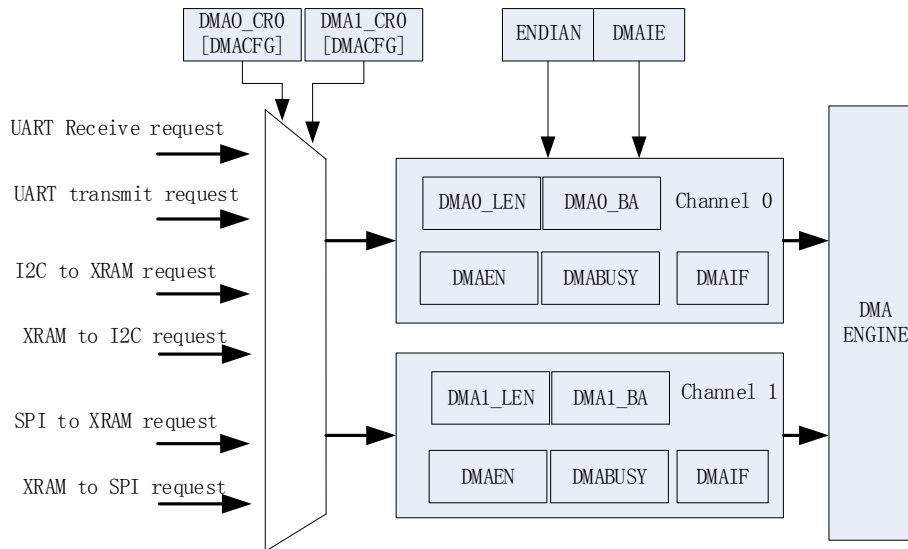 DMA0_CR0
[DMACFG]
DMA1_CR0
[DMACFG]
ENDIAN
DMAIE
UART Receive request
UART transmit request
I2C to XRAM request
XRAM to I2C request
SPI to XRAM request
XRAM to SPI request
DMA0_LEN
DMA0_BA
Channel 0
DMAEN
DMABUSY
DMAIF
DMA1_LEN
DMA1_BA
Channel 1
DMAEN
DMABUSY
DMAIF
DMA
ENGINE